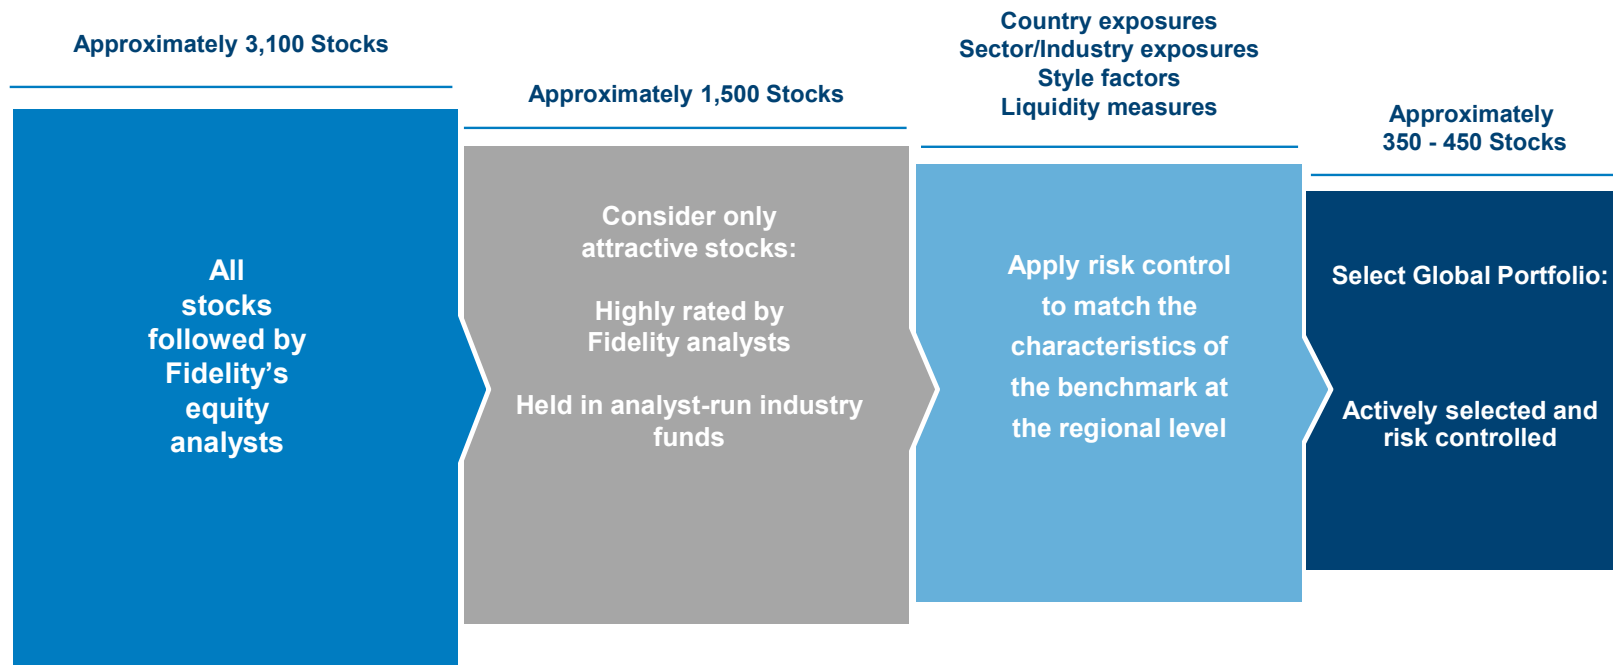 Approximately 3,100 Stocks
All
stocks
followed by
Fidelity’s
equity
analysts
Approximately 1,500 Stocks
Consider only
attractive stocks:
Highly rated by
Fidelity analysts
Held in analyst-run industry
funds
Country exposures
Sector/Industry exposures
Style factors
Liquidity measures
Apply risk control
to match the
characteristics of
the benchmark at
the regional level
Approximately
350 - 450 Stocks
Select Global Portfolio:
Actively selected and
risk controlled